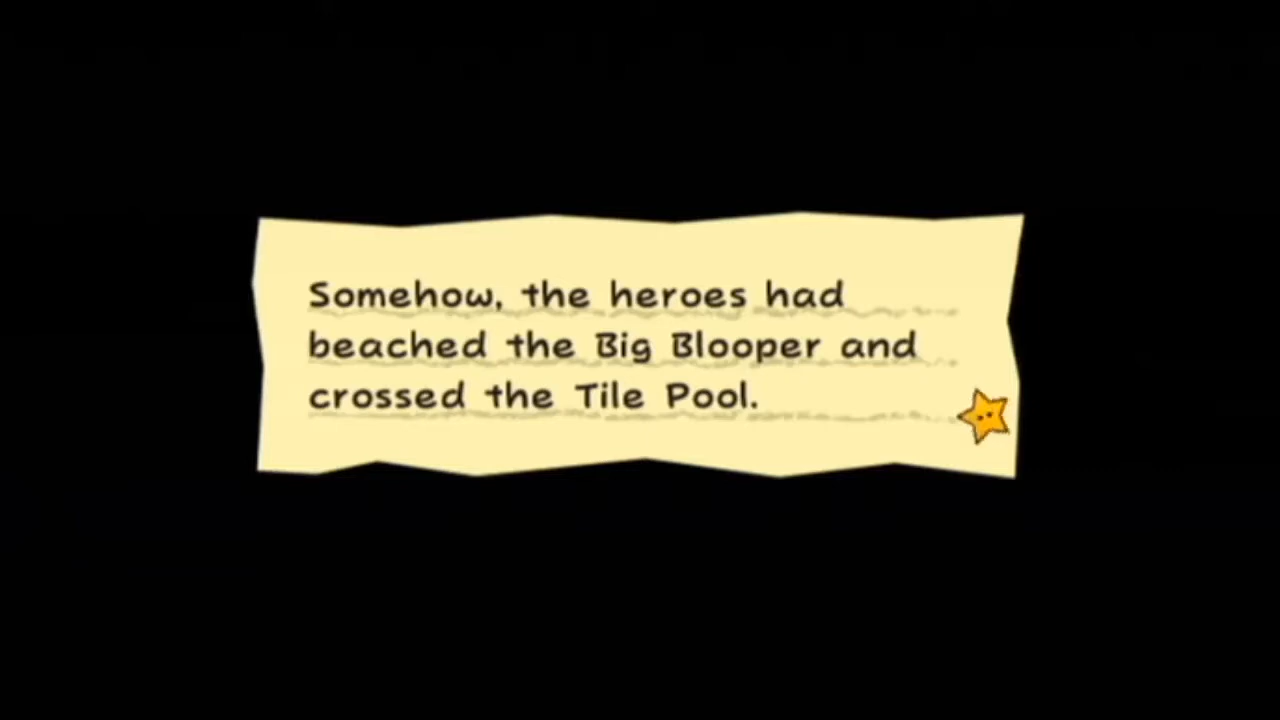 Somehow, the heroes had
beached the Big Blooper and
crossed the Tile Pool.